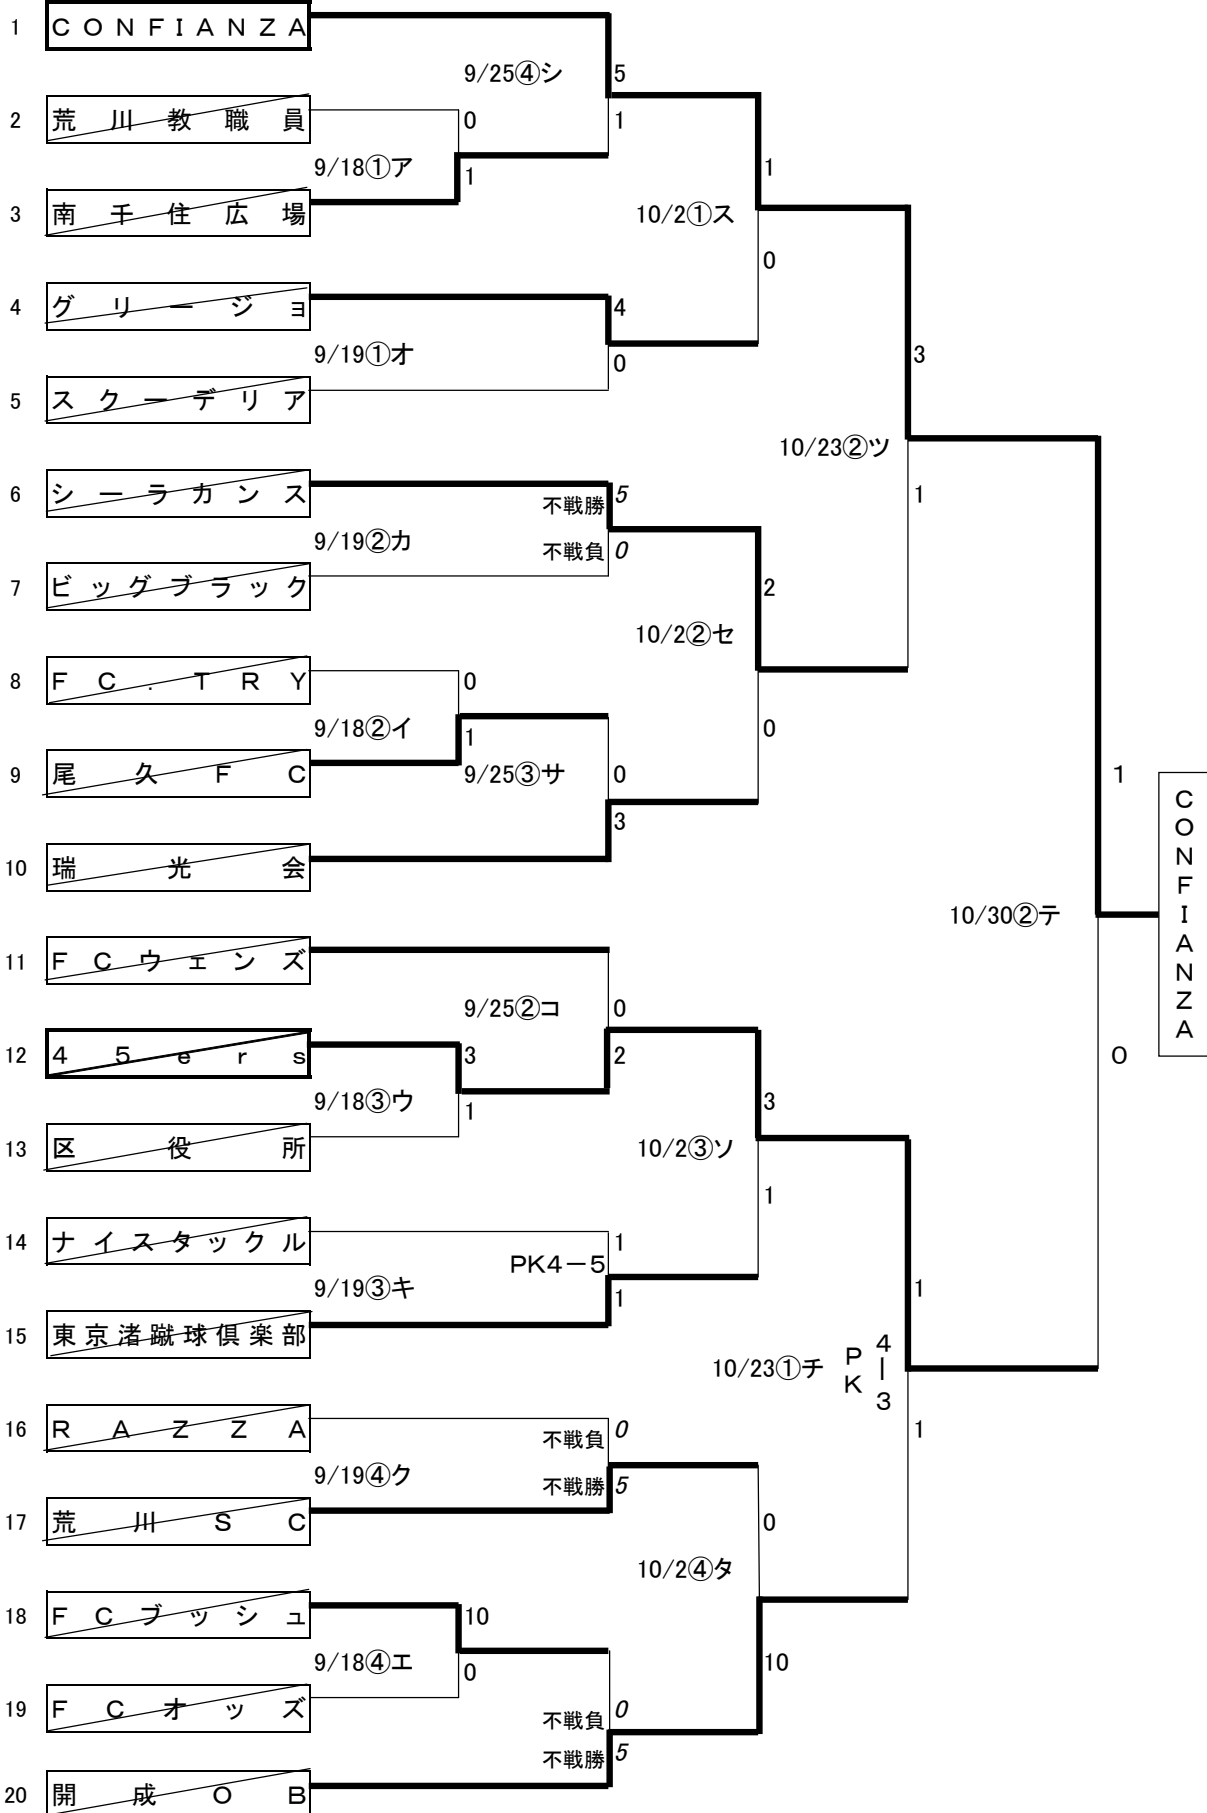 1 CONFIANZA
9/25④シ 5
2 荒川教職員 0 1
9/18①ア 1 1
3 南千住広場 10/2①ス
0
4 グリージョ 4
9/19①オ 0 3
5 スクーデリア
10/23②ツ
6 シーラカンス 不戦勝 5 1
9/19②カ 不戦負 0
7 ビッグブラック 2
10/2②セ
8 FC.TRY 0
9/18②イ 1 0
9 尾久FC 9/25③サ 0 1
3
10 瑞光会
CONFIANZA
10/30②テ
11 FCウェンズ
9/25②コ 0
12 45ers 3 2 0
9/18③ウ 1 3
13 区役所 10/2③ソ
1
14 ナイスタックル 1
PK4-5
9/19③キ 1 1
15 東京渚蹴球倶楽部
10/23①チ PK 4-3
16 RAZZA 不戦負 0 1
9/19④ク 不戦勝 5
17 荒川SC 0
10/2④タ
18 FCブッシュ 10
9/18④エ 0 10
19 FCオッズ 不戦負 0
不戦勝 5
20 開成OB